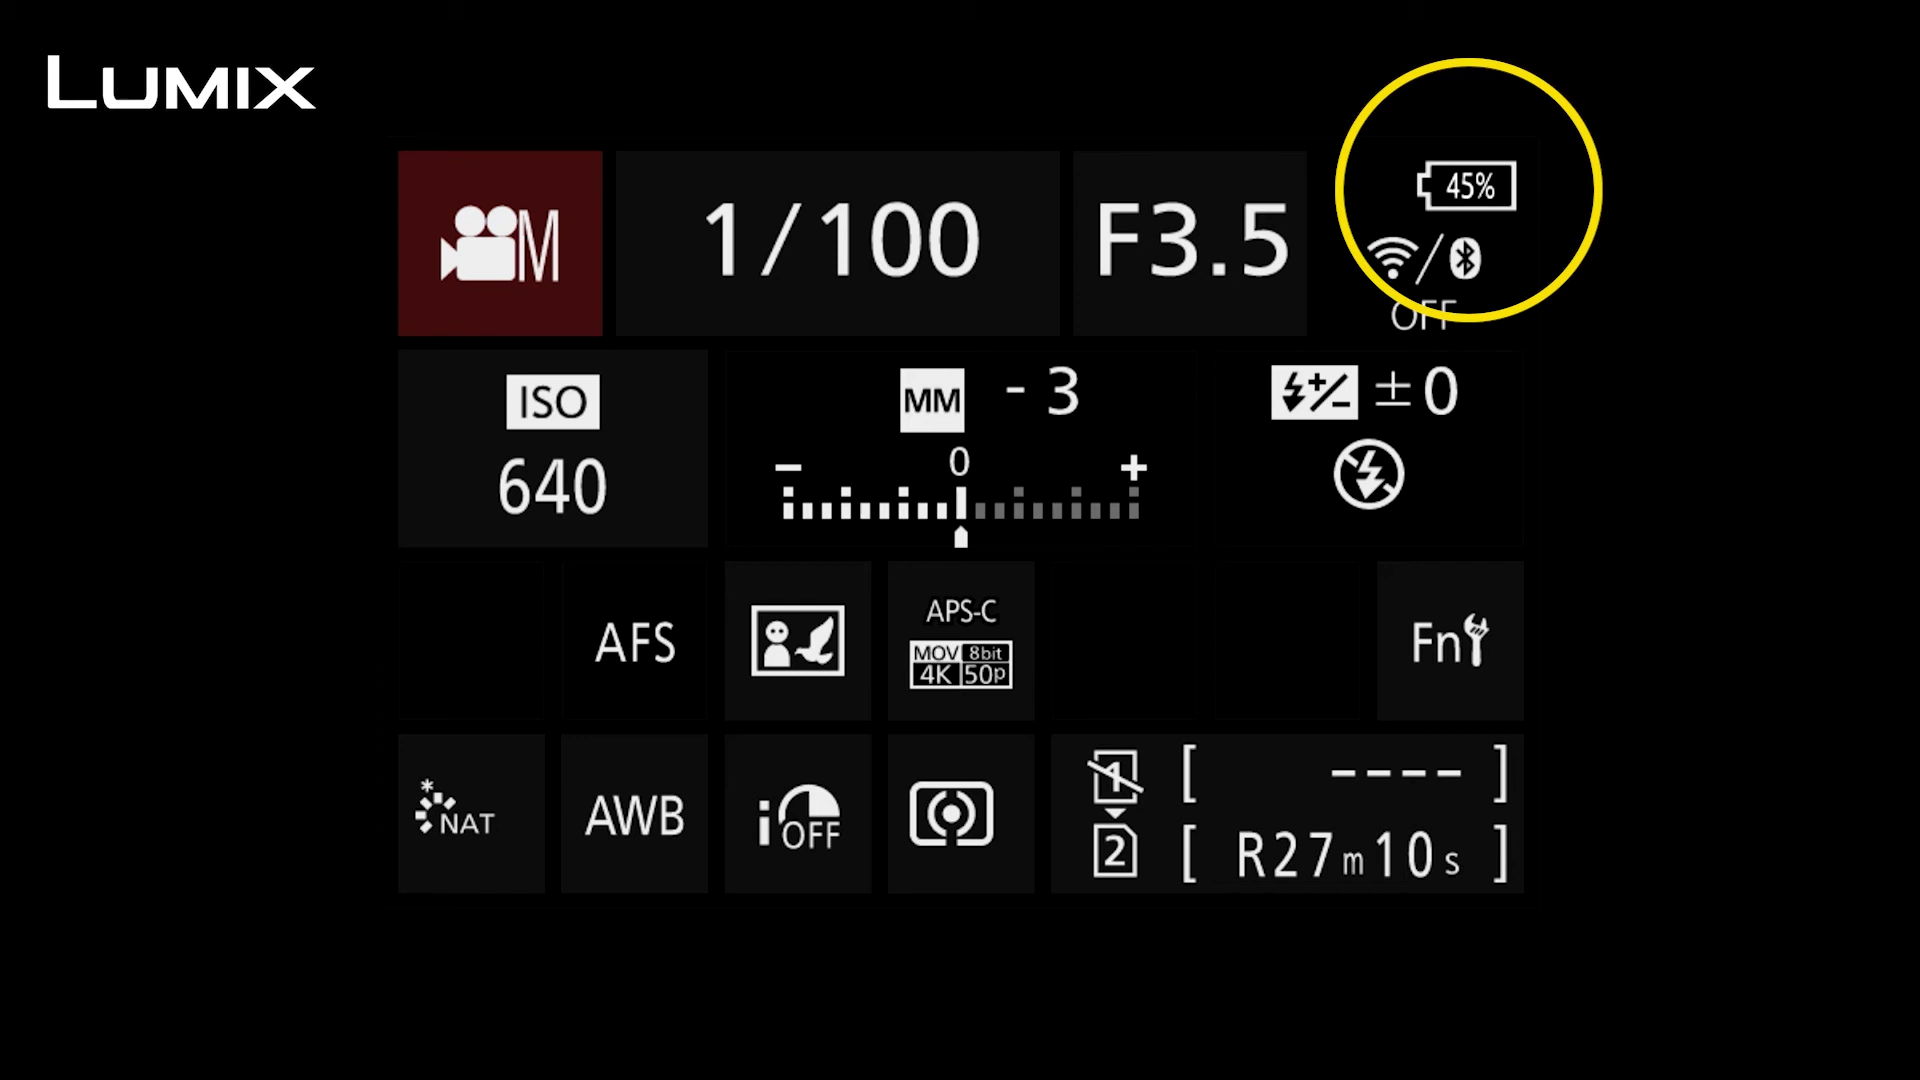 LUMIX
M
1/100
F3.5
45%
OFF
ISO
640
MM
- 3
- 0 +
+/- ±0
AFS
APS-C
MOV 8bit
4K 50p
Fn
NAT
AWB
i OFF
1 [ ---- ]
2 [ R27m10s ]